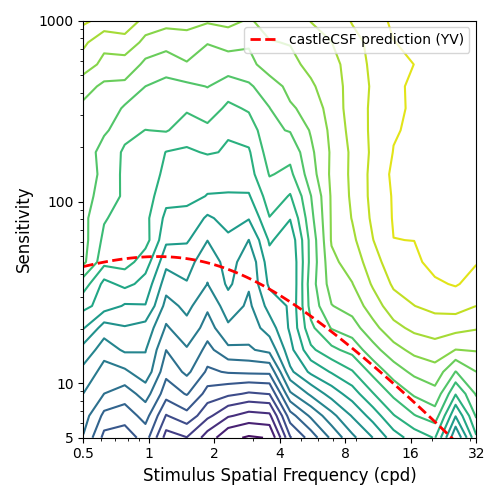 castleCSF prediction (YV)
1000
100
10
5
Sensitivity
0.5 1 2 4 8 16 32
Stimulus Spatial Frequency (cpd)